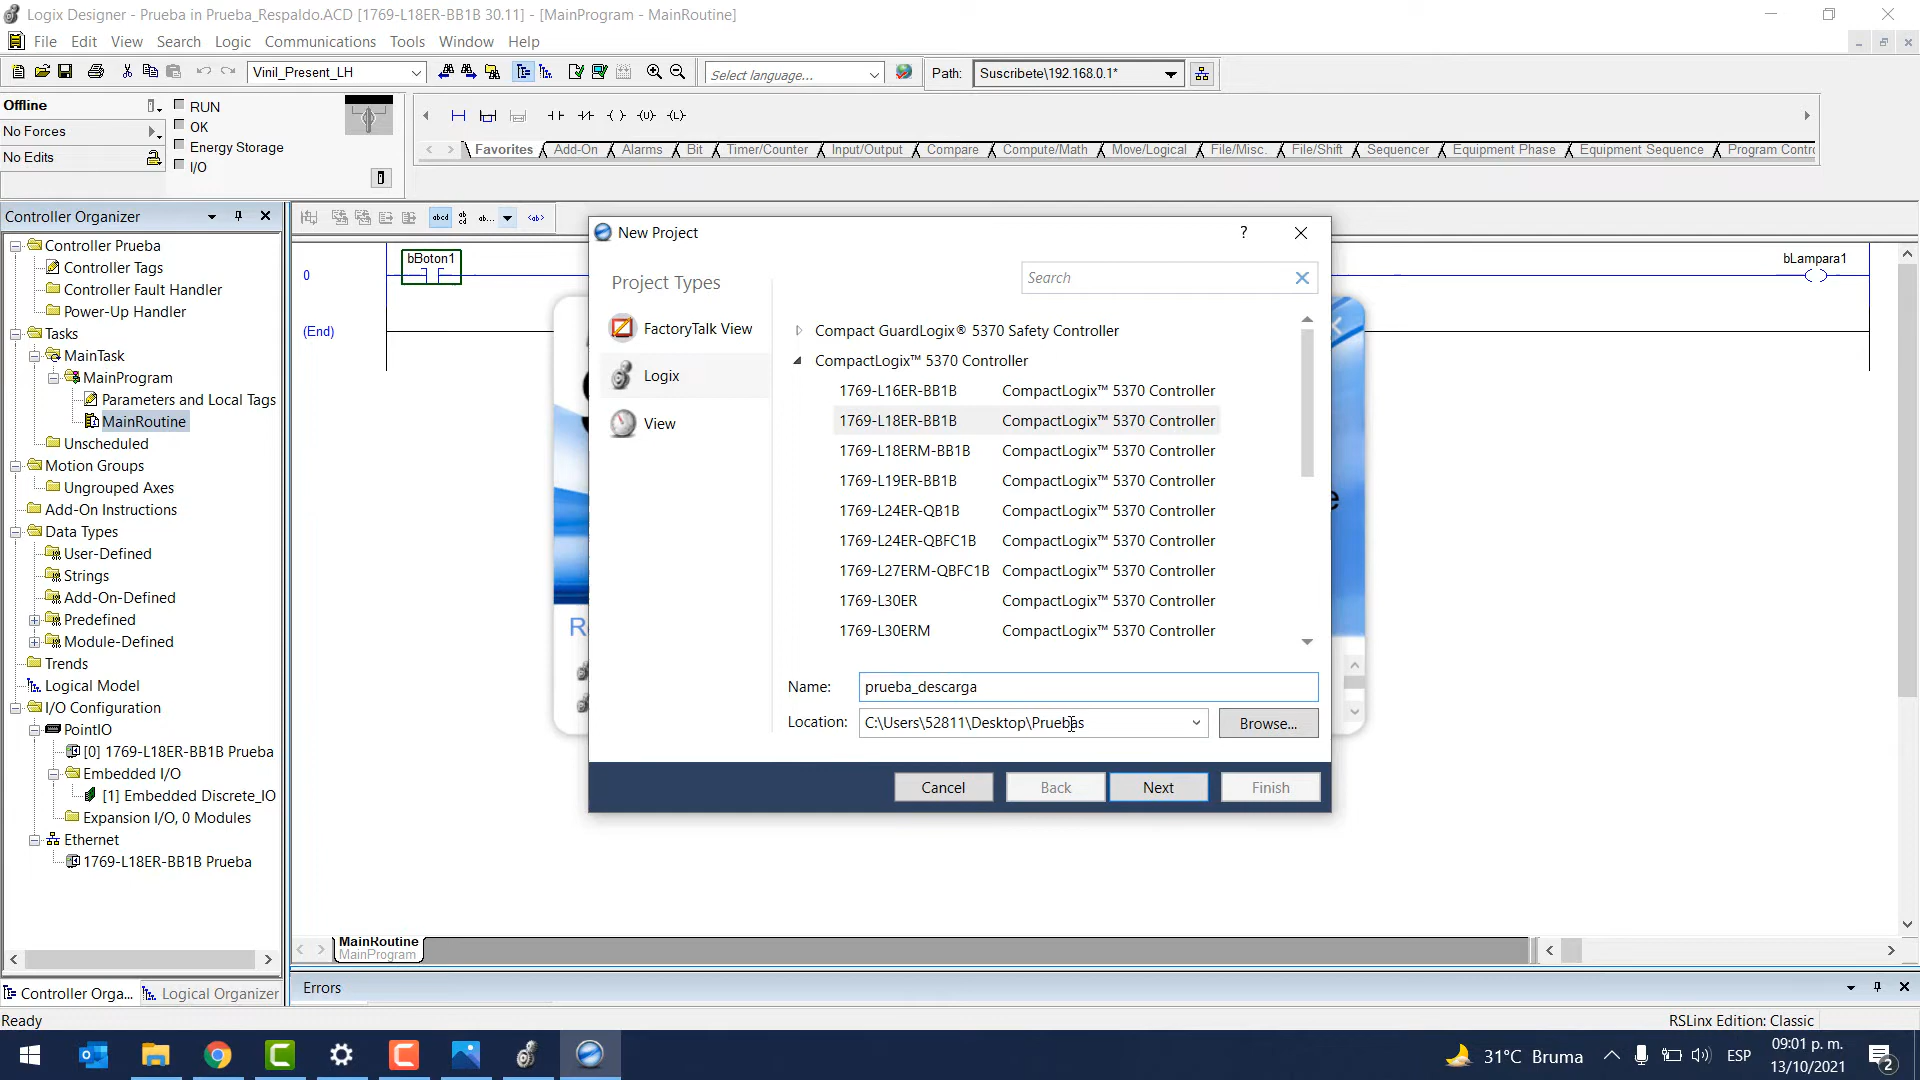 Logix Designer - Prueba in Prueba_Respaldo.ACD [1769-L18ER-BB1B 30.11] - [MainProgram - MainRoutine]
File Edit View Search Logic Communications Tools Window Help
Vinil_Present_LH
Select language...
Path: Suscribete\192.168.0.1*
Offline
No Forces
No Edits
RUN
OK
Energy Storage
I/O
Favorites Add-On Alarms Bit Timer/Counter Input/Output Compare Compute/Math Move/Logical File/Misc. File/Shift Sequencer Equipment Phase Equipment Sequence Program Contro
Controller Organizer
Controller Prueba
Controller Tags
Controller Fault Handler
Power-Up Handler
Tasks
MainTask
MainProgram
Parameters and Local Tags
MainRoutine
Unscheduled
Motion Groups
Ungrouped Axes
Add-On Instructions
Data Types
User-Defined
Strings
Add-On-Defined
Predefined
Module-Defined
Trends
Logical Model
I/O Configuration
PointIO
[0] 1769-L18ER-BB1B Prueba
Embedded I/O
[1] Embedded Discrete_IO
Expansion I/O, 0 Modules
Ethernet
1769-L18ER-BB1B Prueba
Controller Orga...
Logical Organizer
abcd
ab cd
ab...
<ab>
0
bBoton1
bLampara1
(End)
New Project
?
Project Types
FactoryTalk View
Logix
View
Search
Compact GuardLogix® 5370 Safety Controller
CompactLogix™ 5370 Controller
1769-L16ER-BB1B CompactLogix™ 5370 Controller
1769-L18ER-BB1B CompactLogix™ 5370 Controller
1769-L18ERM-BB1B CompactLogix™ 5370 Controller
1769-L19ER-BB1B CompactLogix™ 5370 Controller
1769-L24ER-QB1B CompactLogix™ 5370 Controller
1769-L24ER-QBFC1B CompactLogix™ 5370 Controller
1769-L27ERM-QBFC1B CompactLogix™ 5370 Controller
1769-L30ER CompactLogix™ 5370 Controller
1769-L30ERM CompactLogix™ 5370 Controller
Name: prueba_descarga
Location: C:\Users\52811\Desktop\Pruebas
Browse...
Cancel
Back
Next
Finish
MainRoutine
MainProgram
Errors
Ready
RSLinx Edition: Classic
31°C Bruma
ESP
09:01 p. m.
13/10/2021
2